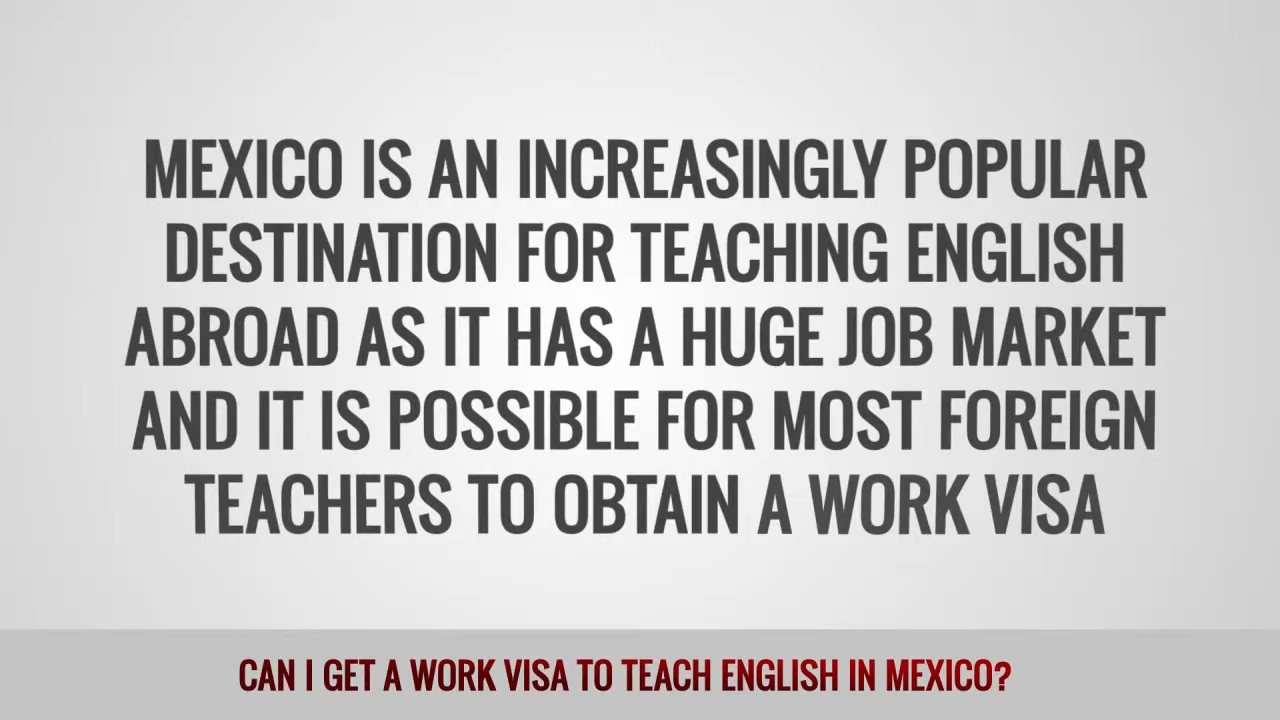 MEXICO IS AN INCREASINGLY POPULAR
DESTINATION FOR TEACHING ENGLISH
ABROAD AS IT HAS A HUGE JOB MARKET
AND IT IS POSSIBLE FOR MOST FOREIGN
TEACHERS TO OBTAIN A WORK VISA
CAN I GET A WORK VISA TO TEACH ENGLISH IN MEXICO?